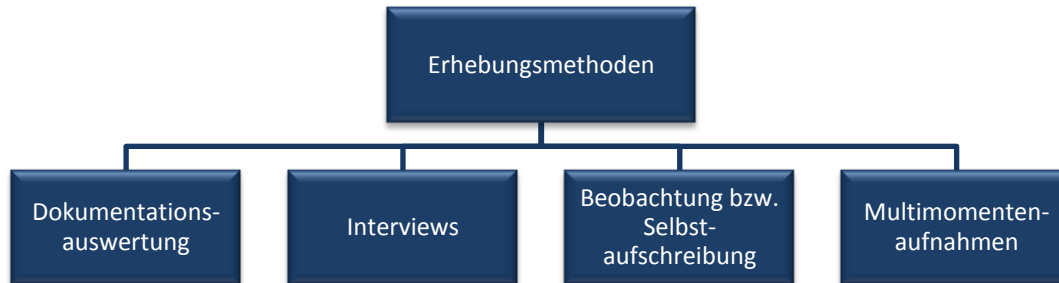 Erhebungsmethoden
Dokumentations-
auswertung
Interviews
Beobachtung bzw.
Selbst-
aufschreibung
Multimomenten-
aufnahmen